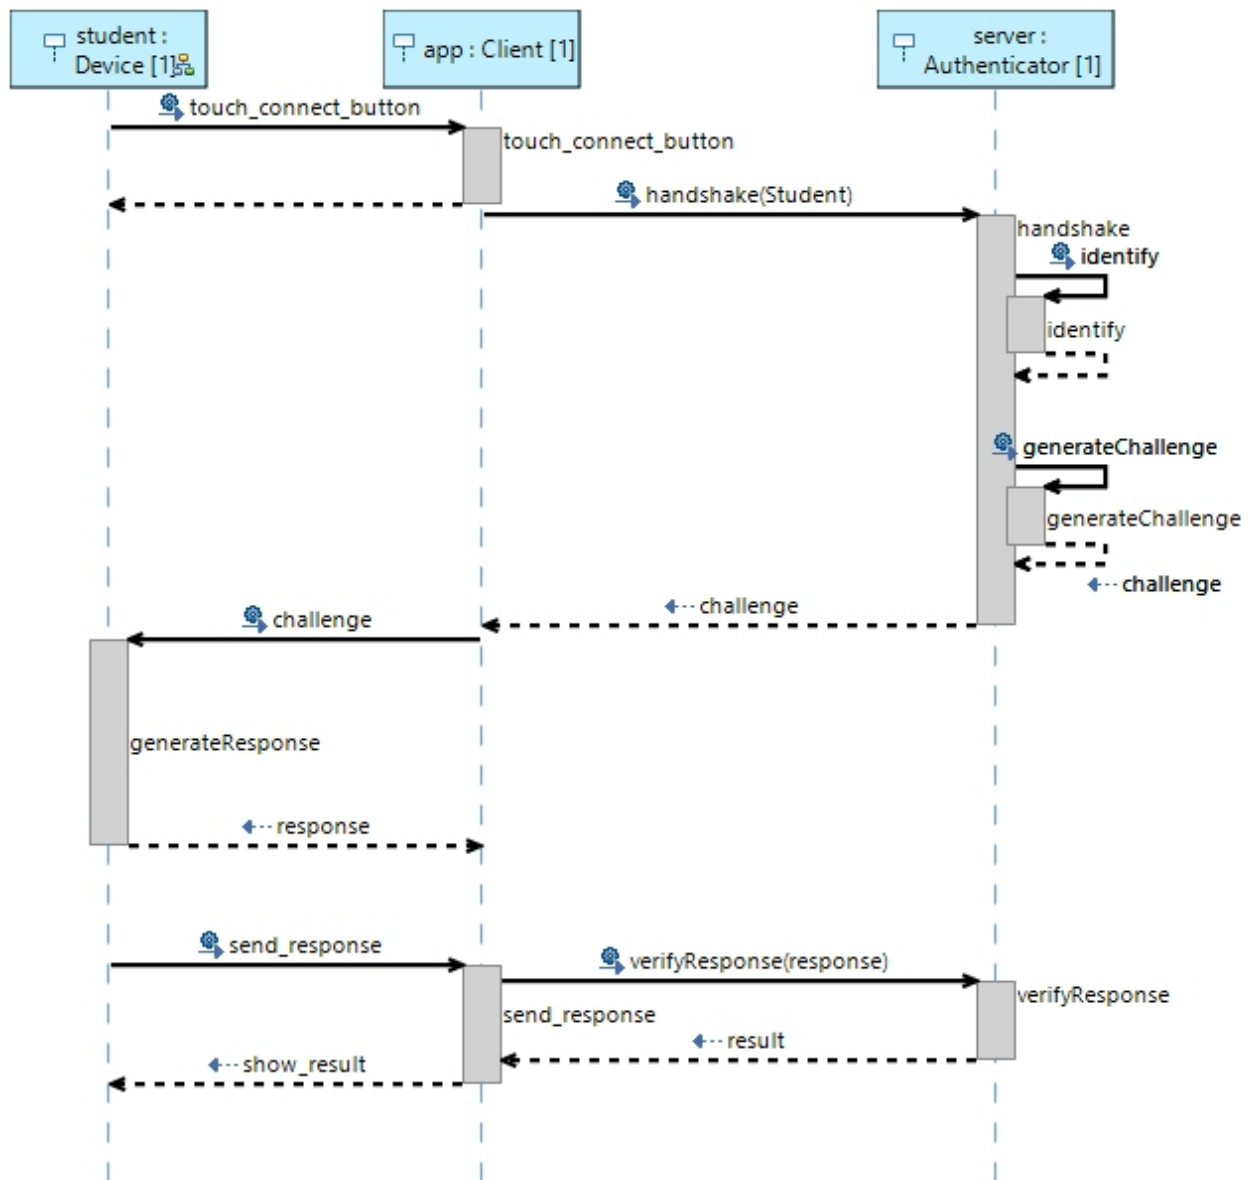 student :
Device [1]
app : Client [1]
server :
Authenticator [1]
touch_connect_button
touch_connect_button
handshake(Student)
handshake
identify
identify
generateChallenge
generateChallenge
challenge
challenge
challenge
generateResponse
response
send_response
verifyResponse(response)
verifyResponse
send_response
result
show_result